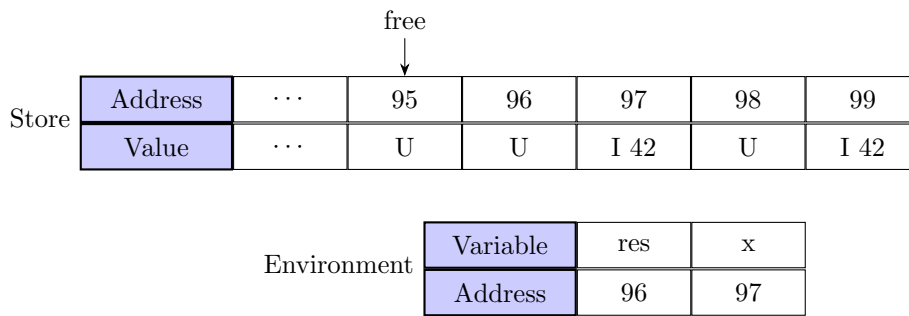 free
Store Address ⋯ 95 96 97 98 99
Value ⋯ U U I 42 U I 42
Environment Variable res x
Address 96 97